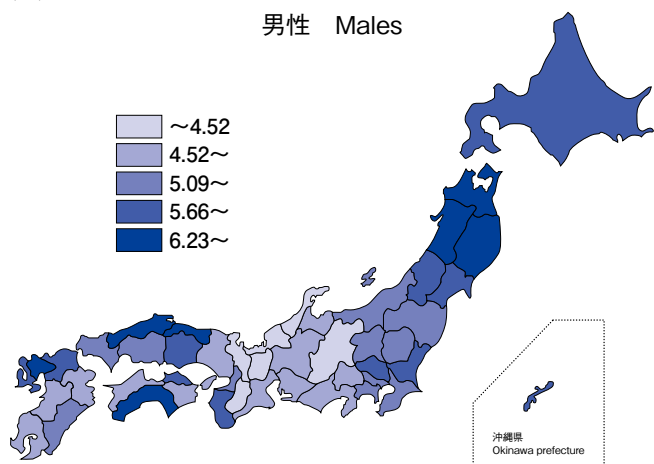 男性　Males
～4.52
4.52～
5.09～
5.66～
6.23～
沖縄県
Okinawa prefecture